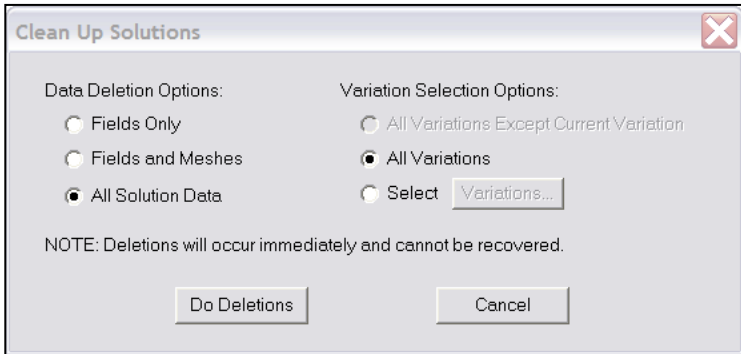 Clean Up Solutions
Data Deletion Options:
Fields Only
Fields and Meshes
All Solution Data
Variation Selection Options:
All Variations Except Current Variation
All Variations
Select Variations...
NOTE: Deletions will occur immediately and cannot be recovered.
Do Deletions
Cancel